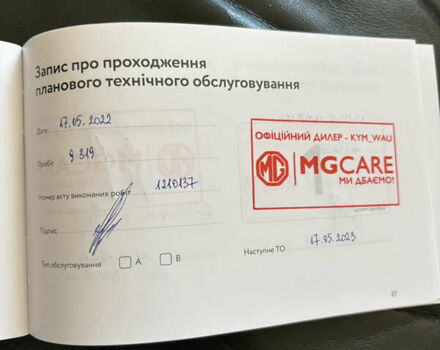 Запис про проходження
планового технічного обслуговування
Дата 17.05.2022
Пробіг 9 319
Номер акту виконаних робіт 1210137
Підпис
Тип обслуговування A B
ОФІЦІЙНИЙ ДИЛЕР - KYM_WAU
MG MGCARE
МИ ДБАЄМО!
Наступне ТО 17.05.2023
37